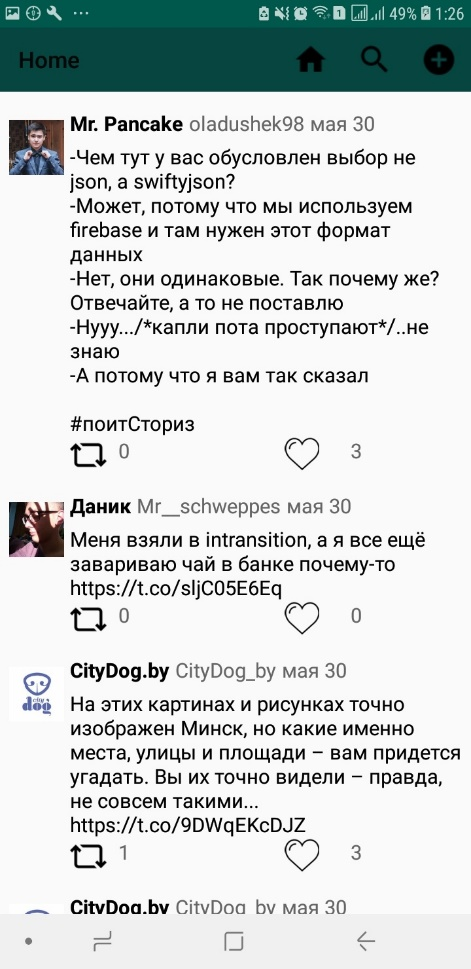 49% 1:26
Home
Mr. Pancake oladushek98 мая 30
-Чем тут у вас обусловлен выбор не
json, а swiftyjson?
-Может, потому что мы используем
firebase и там нужен этот формат
данных
-Нет, они одинаковые. Так почему же?
Отвечайте, а то не поставлю
-Нууу.../*капли пота проступают*/..не
знаю
-А потому что я вам так сказал
#поитСториз
0 3
Даник Mr__schweppes мая 30
Меня взяли в intransition, а я все ещё
завариваю чай в банке почему-то
https://t.co/sljC05E6Eq
0 0
CityDog.by CityDog_by мая 30
city
dog
На этих картинах и рисунках точно
изображен Минск, но какие именно
места, улицы и площади – вам придется
угадать. Вы их точно видели – правда,
не совсем такими...
https://t.co/9DWqEKcDJZ
1 3
CityDog.by CityDog_by мая 30